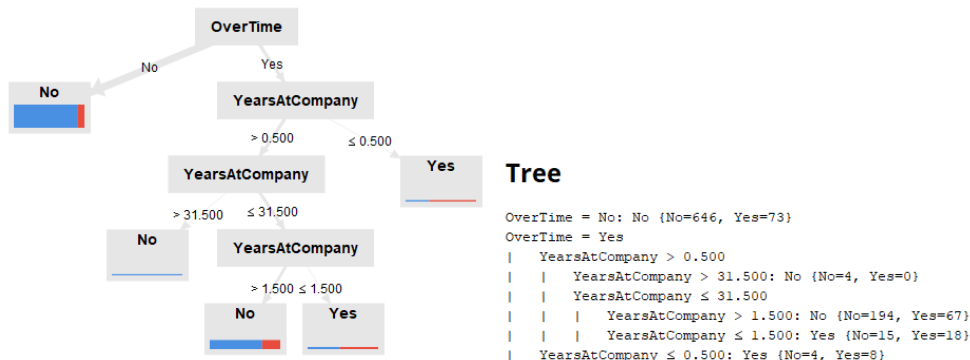 OverTime
No
Yes
No
YearsAtCompany
> 0.500
≤ 0.500
YearsAtCompany
Yes
> 31.500
≤ 31.500
No
YearsAtCompany
> 1.500
≤ 1.500
No
Yes
Tree
OverTime = No: No {No=646, Yes=73}
OverTime = Yes
| YearsAtCompany > 0.500
| | YearsAtCompany > 31.500: No {No=4, Yes=0}
| | YearsAtCompany ≤ 31.500
| | | YearsAtCompany > 1.500: No {No=194, Yes=67}
| | | YearsAtCompany ≤ 1.500: Yes {No=15, Yes=18}
| YearsAtCompany ≤ 0.500: Yes {No=4, Yes=8}